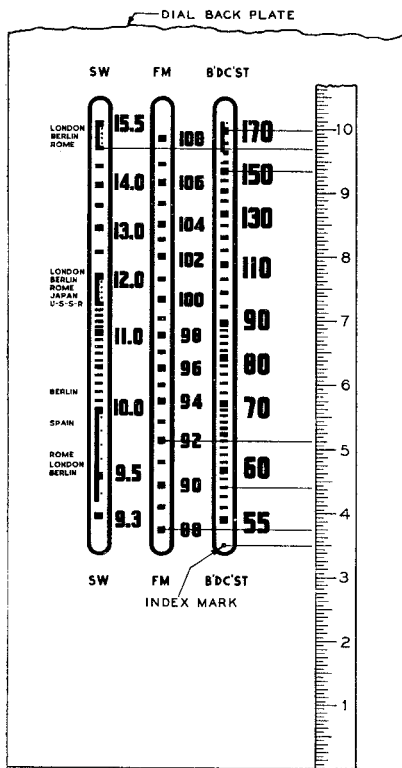 DIAL BACK PLATE
SW FM B'DC'ST
LONDON
BERLIN
ROME
15.5
14.0
13.0
LONDON
BERLIN
ROME
JAPAN
U-S-S-R
12.0
11.0
BERLIN
10.0
SPAIN
ROME
LONDON
BERLIN
9.5
9.3
108
106
104
102
100
98
96
94
92
90
88
170
150
130
110
90
80
70
60
55
10
9
8
7
6
5
4
3
2
1
SW FM B'DC'ST
INDEX MARK